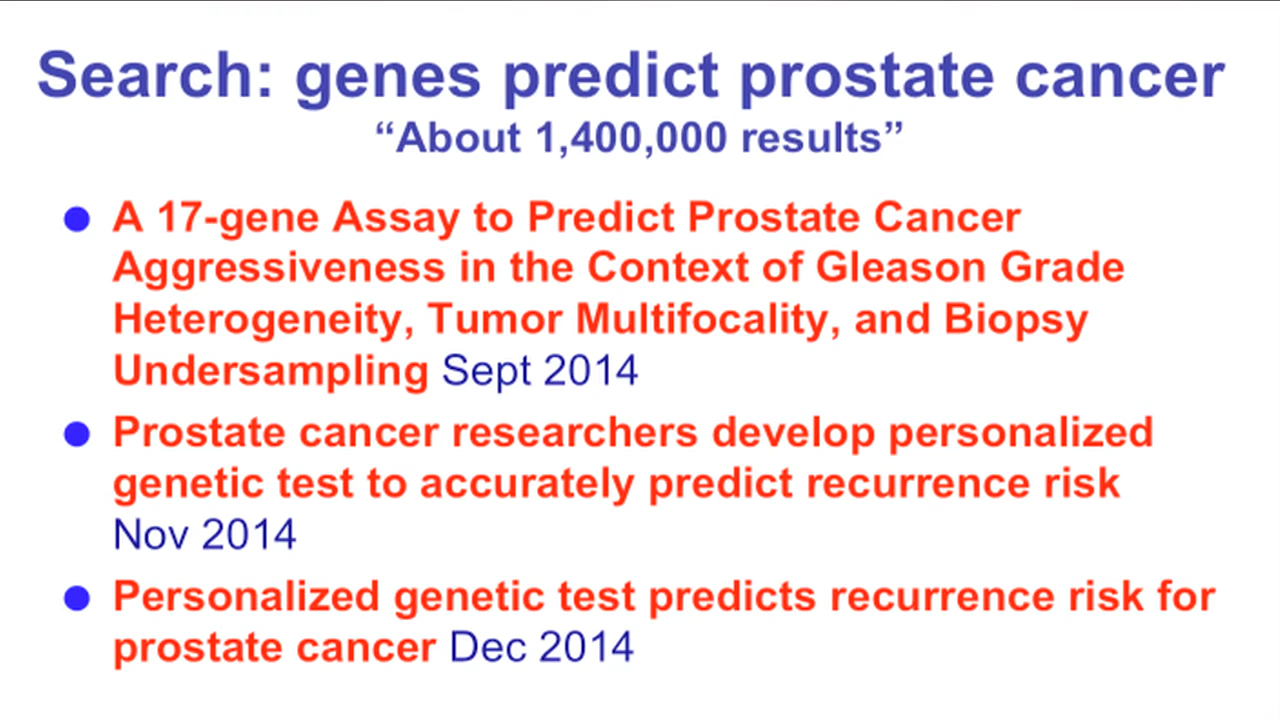 Search: genes predict prostate cancer
“About 1,400,000 results”
A 17-gene Assay to Predict Prostate Cancer
Aggressiveness in the Context of Gleason Grade
Heterogeneity, Tumor Multifocality, and Biopsy
Undersampling Sept 2014
Prostate cancer researchers develop personalized
genetic test to accurately predict recurrence risk
Nov 2014
Personalized genetic test predicts recurrence risk for
prostate cancer Dec 2014